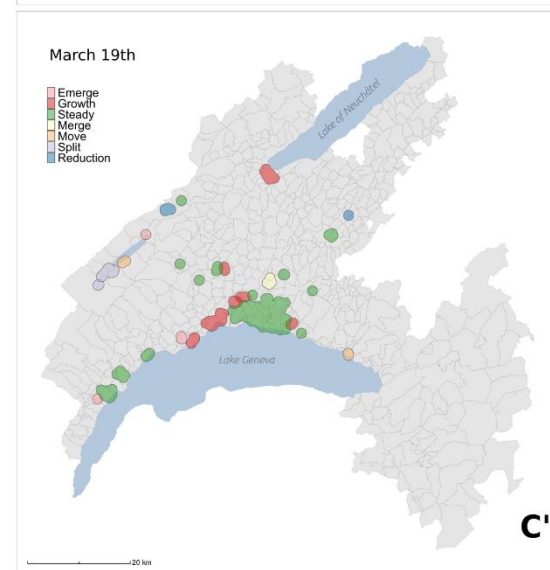 March 19th
Emerge
Growth
Steady
Merge
Move
Split
Reduction
Lake of Neuchâtel
Lake Geneva
C'
20 km